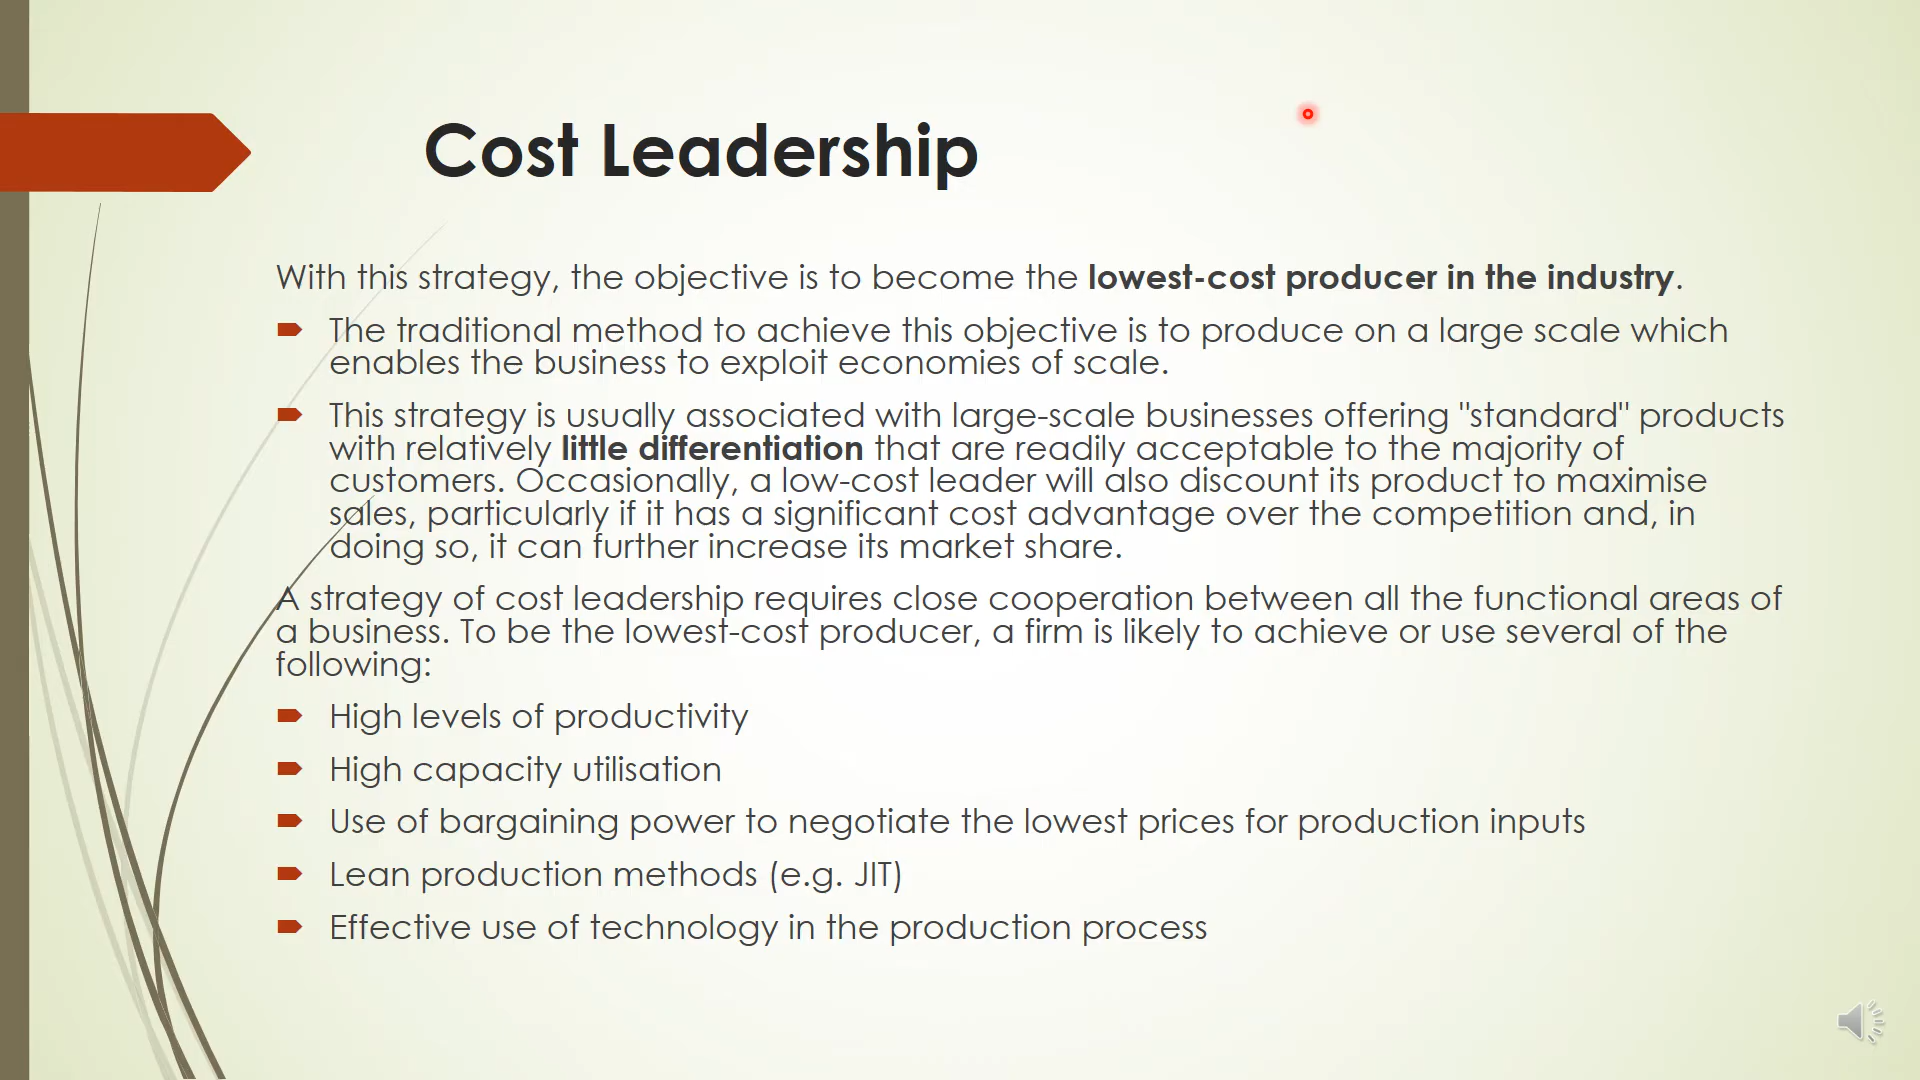 Cost Leadership
With this strategy, the objective is to become the lowest-cost producer in the industry.
The traditional method to achieve this objective is to produce on a large scale which
enables the business to exploit economies of scale.
This strategy is usually associated with large-scale businesses offering "standard" products
with relatively little differentiation that are readily acceptable to the majority of
customers. Occasionally, a low-cost leader will also discount its product to maximise
sales, particularly if it has a significant cost advantage over the competition and, in
doing so, it can further increase its market share.
A strategy of cost leadership requires close cooperation between all the functional areas of
a business. To be the lowest-cost producer, a firm is likely to achieve or use several of the
following:
High levels of productivity
High capacity utilisation
Use of bargaining power to negotiate the lowest prices for production inputs
Lean production methods (e.g. JIT)
Effective use of technology in the production process